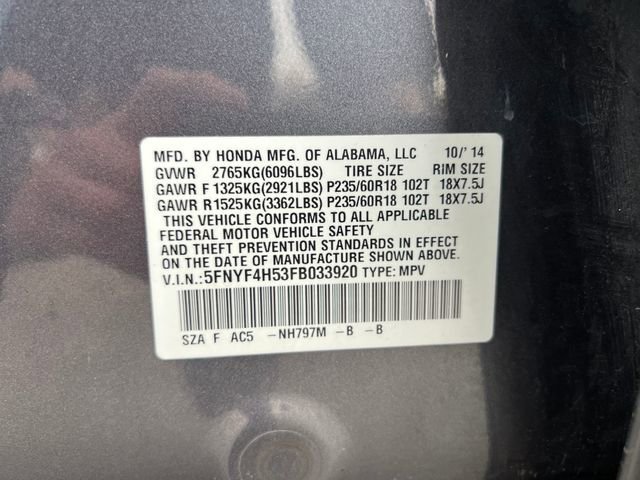 MFD. BY HONDA MFG. OF ALABAMA, LLC 10/'14
GVWR 2765KG(6096LBS) TIRE SIZE RIM SIZE
GAWR F 1325KG(2921LBS) P235/60R18 102T 18X7.5J
GAWR R1525KG(3362LBS) P235/60R18 102T 18X7.5J
THIS VEHICLE CONFORMS TO ALL APPLICABLE
FEDERAL MOTOR VEHICLE SAFETY
AND THEFT PREVENTION STANDARDS IN EFFECT
ON THE DATE OF MANUFACTURE SHOWN ABOVE.
V.I.N.:5FNYF4H53FB033920 TYPE: MPV
SZA F AC5 -NH797M -B -B